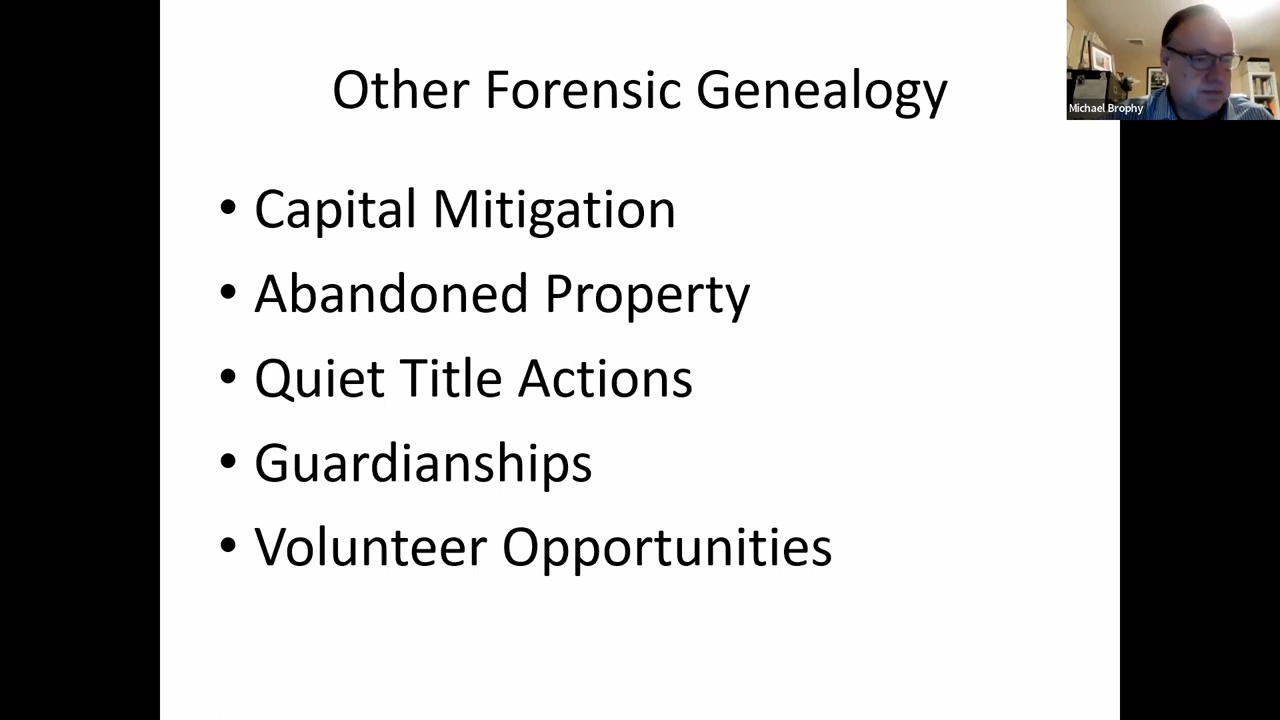 Other Forensic Genealogy
Michael Brophy
• Capital Mitigation
• Abandoned Property
• Quiet Title Actions
• Guardianships
• Volunteer Opportunities